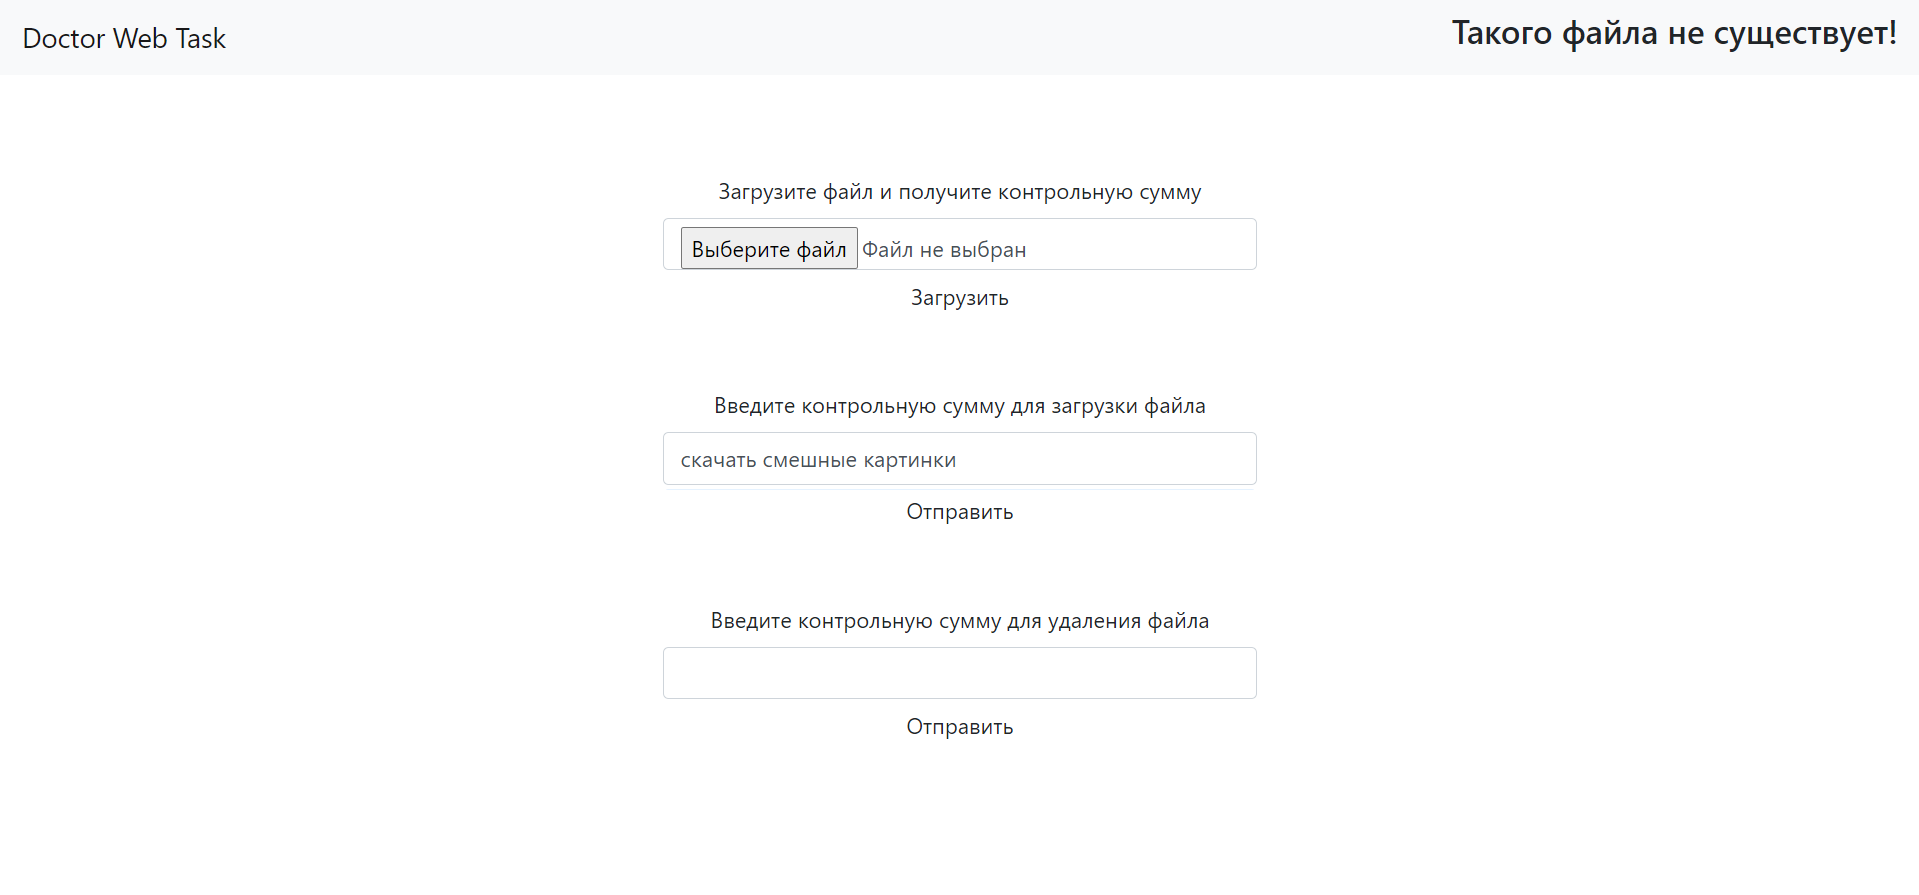 Doctor Web Task
Такого файла не существует!
Загрузите файл и получите контрольную сумму
Выберите файл Файл не выбран
Загрузить
Введите контрольную сумму для загрузки файла
скачать смешные картинки
Отправить
Введите контрольную сумму для удаления файла
Отправить